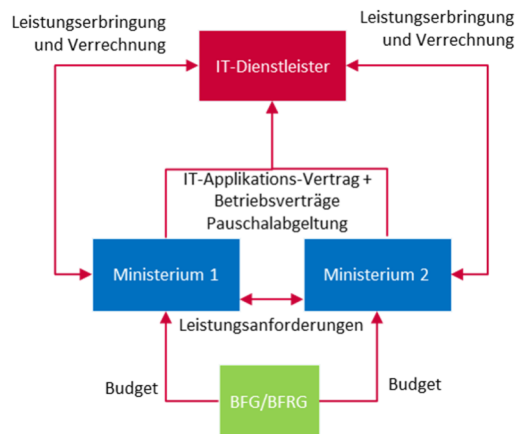 Leistungserbringung
und Verrechnung
Leistungserbringung
und Verrechnung
IT-Dienstleister
IT-Applikations-Vertrag +
Betriebsverträge
Pauschalabgeltung
Ministerium 1
Ministerium 2
Leistungsanforderungen
Budget
BFG/BFRG
Budget